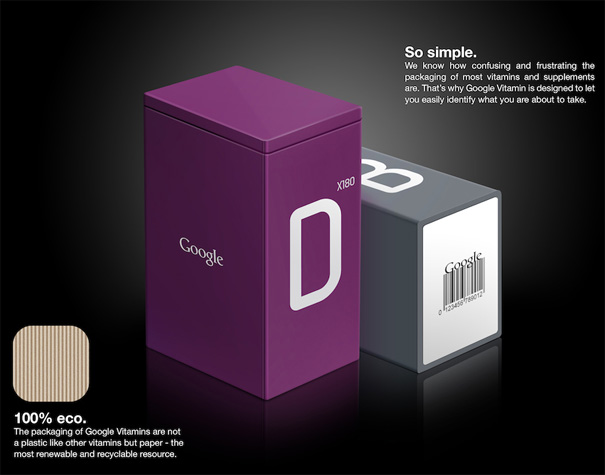 So simple.
We know how confusing and frustrating the
packaging of most vitamins and supplements
are. That's why Google Vitamin is designed to let
you easily identify what you are about to take.
X180
D
Google
B
Google
0 123456 789012
100% eco.
The packaging of Google Vitamins are not
a plastic like other vitamins but paper - the
most renewable and recyclable resource.